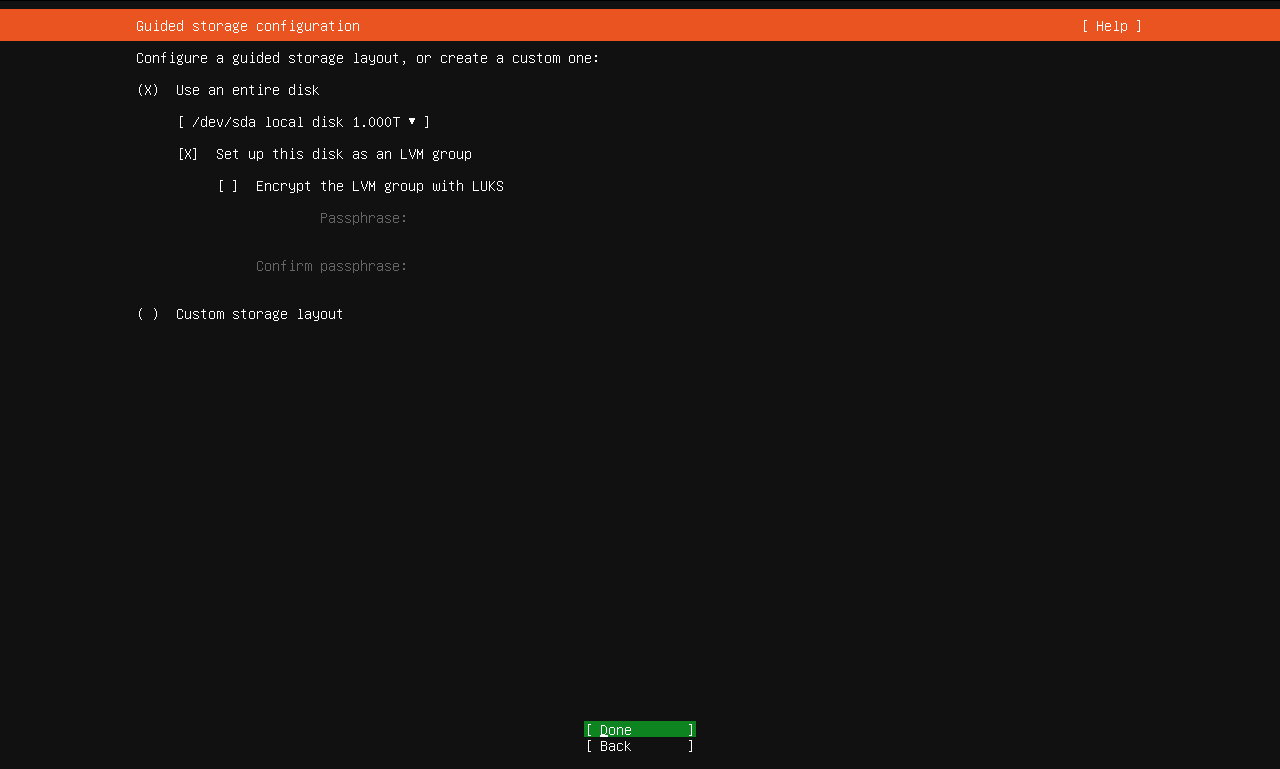 Guided storage configuration [ Help ]
Configure a guided storage layout, or create a custom one:
(X) Use an entire disk
[ /dev/sda local disk 1.000T ▾ ]
[X] Set up this disk as an LVM group
[ ] Encrypt the LVM group with LUKS
Passphrase:
Confirm passphrase:
( ) Custom storage layout
[ Done ]
[ Back ]